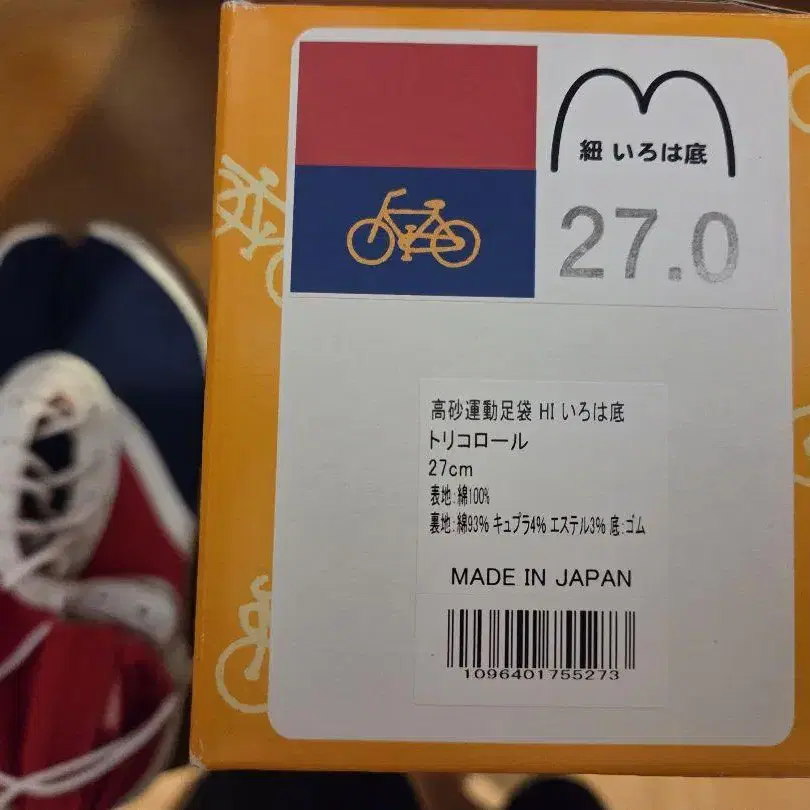 紐 いろは底
27.0
高砂運動足袋 HI いろは底
トリコロール
27cm
表地:綿100%
裏地:綿93% キュプラ4% エステル3% 底:ゴム
MADE IN JAPAN
1096401755273